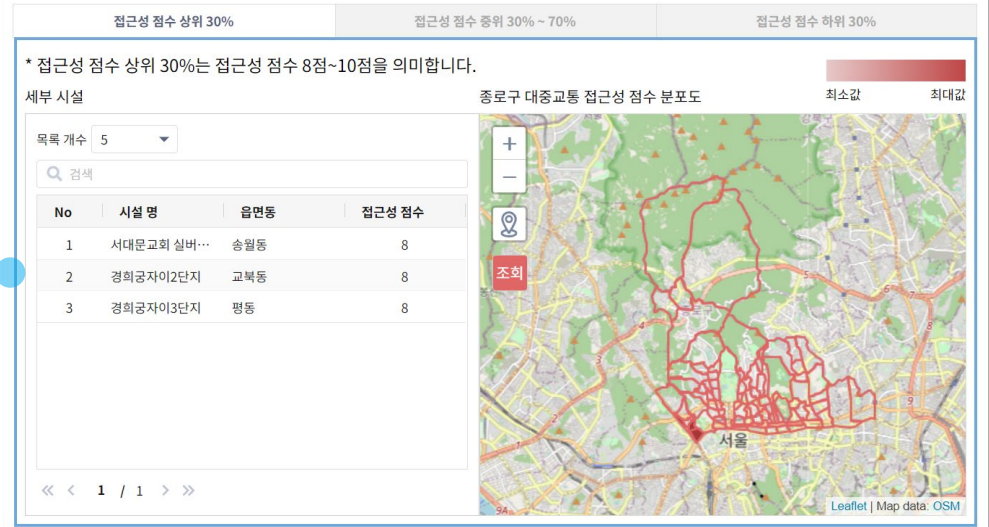 접근성 점수 상위 30%
접근성 점수 중위 30% ~ 70%
접근성 점수 하위 30%
* 접근성 점수 상위 30%는 접근성 점수 8점~10점을 의미합니다.
세부 시설
종로구 대중교통 접근성 점수 분포도
최소값 최대값
목록 개수 5
검색
No 시설 명 읍면동 접근성 점수
1 서대문교회 실버… 송월동 8
2 경희궁자이2단지 교북동 8
3 경희궁자이3단지 평동 8
« < 1 / 1 > »
+
−
조회
서울
Leaflet | Map data: OSM